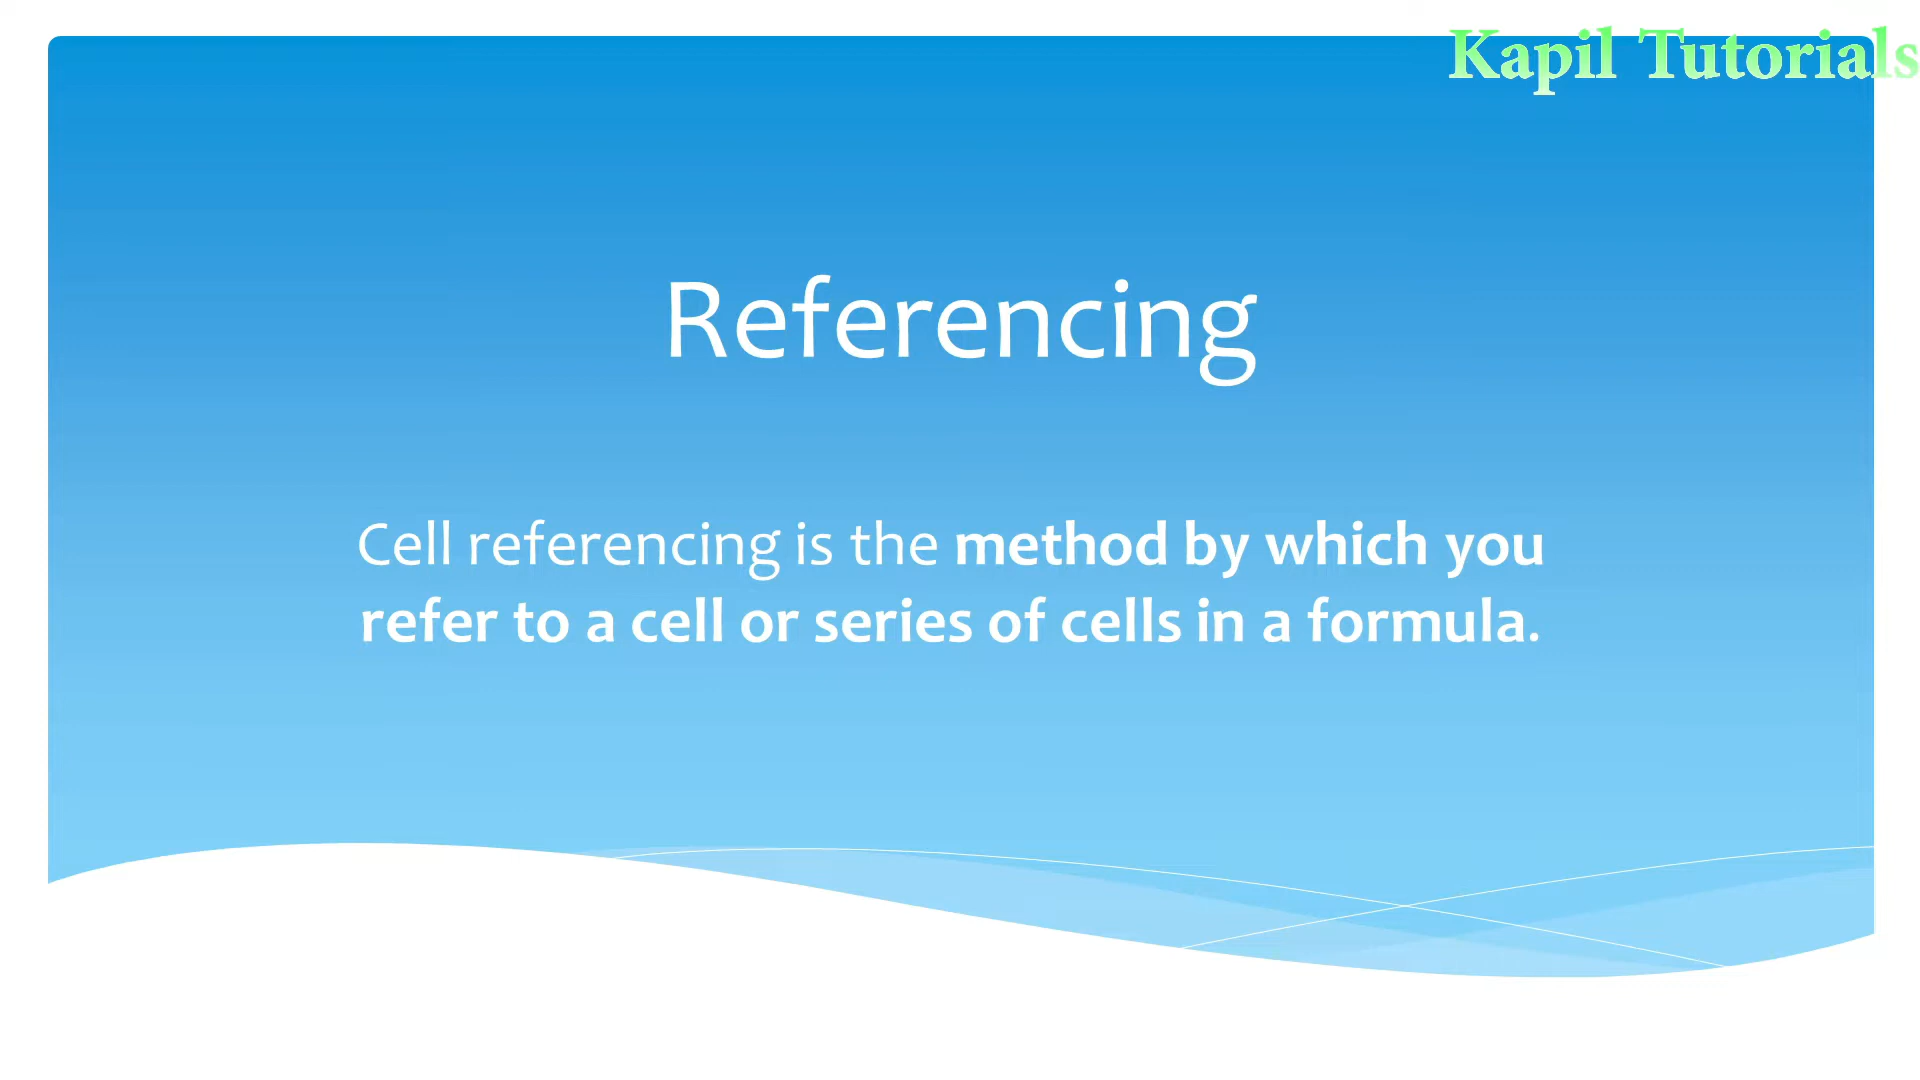 Kapil Tutorials
Referencing
Cell referencing is the method by which you
refer to a cell or series of cells in a formula.